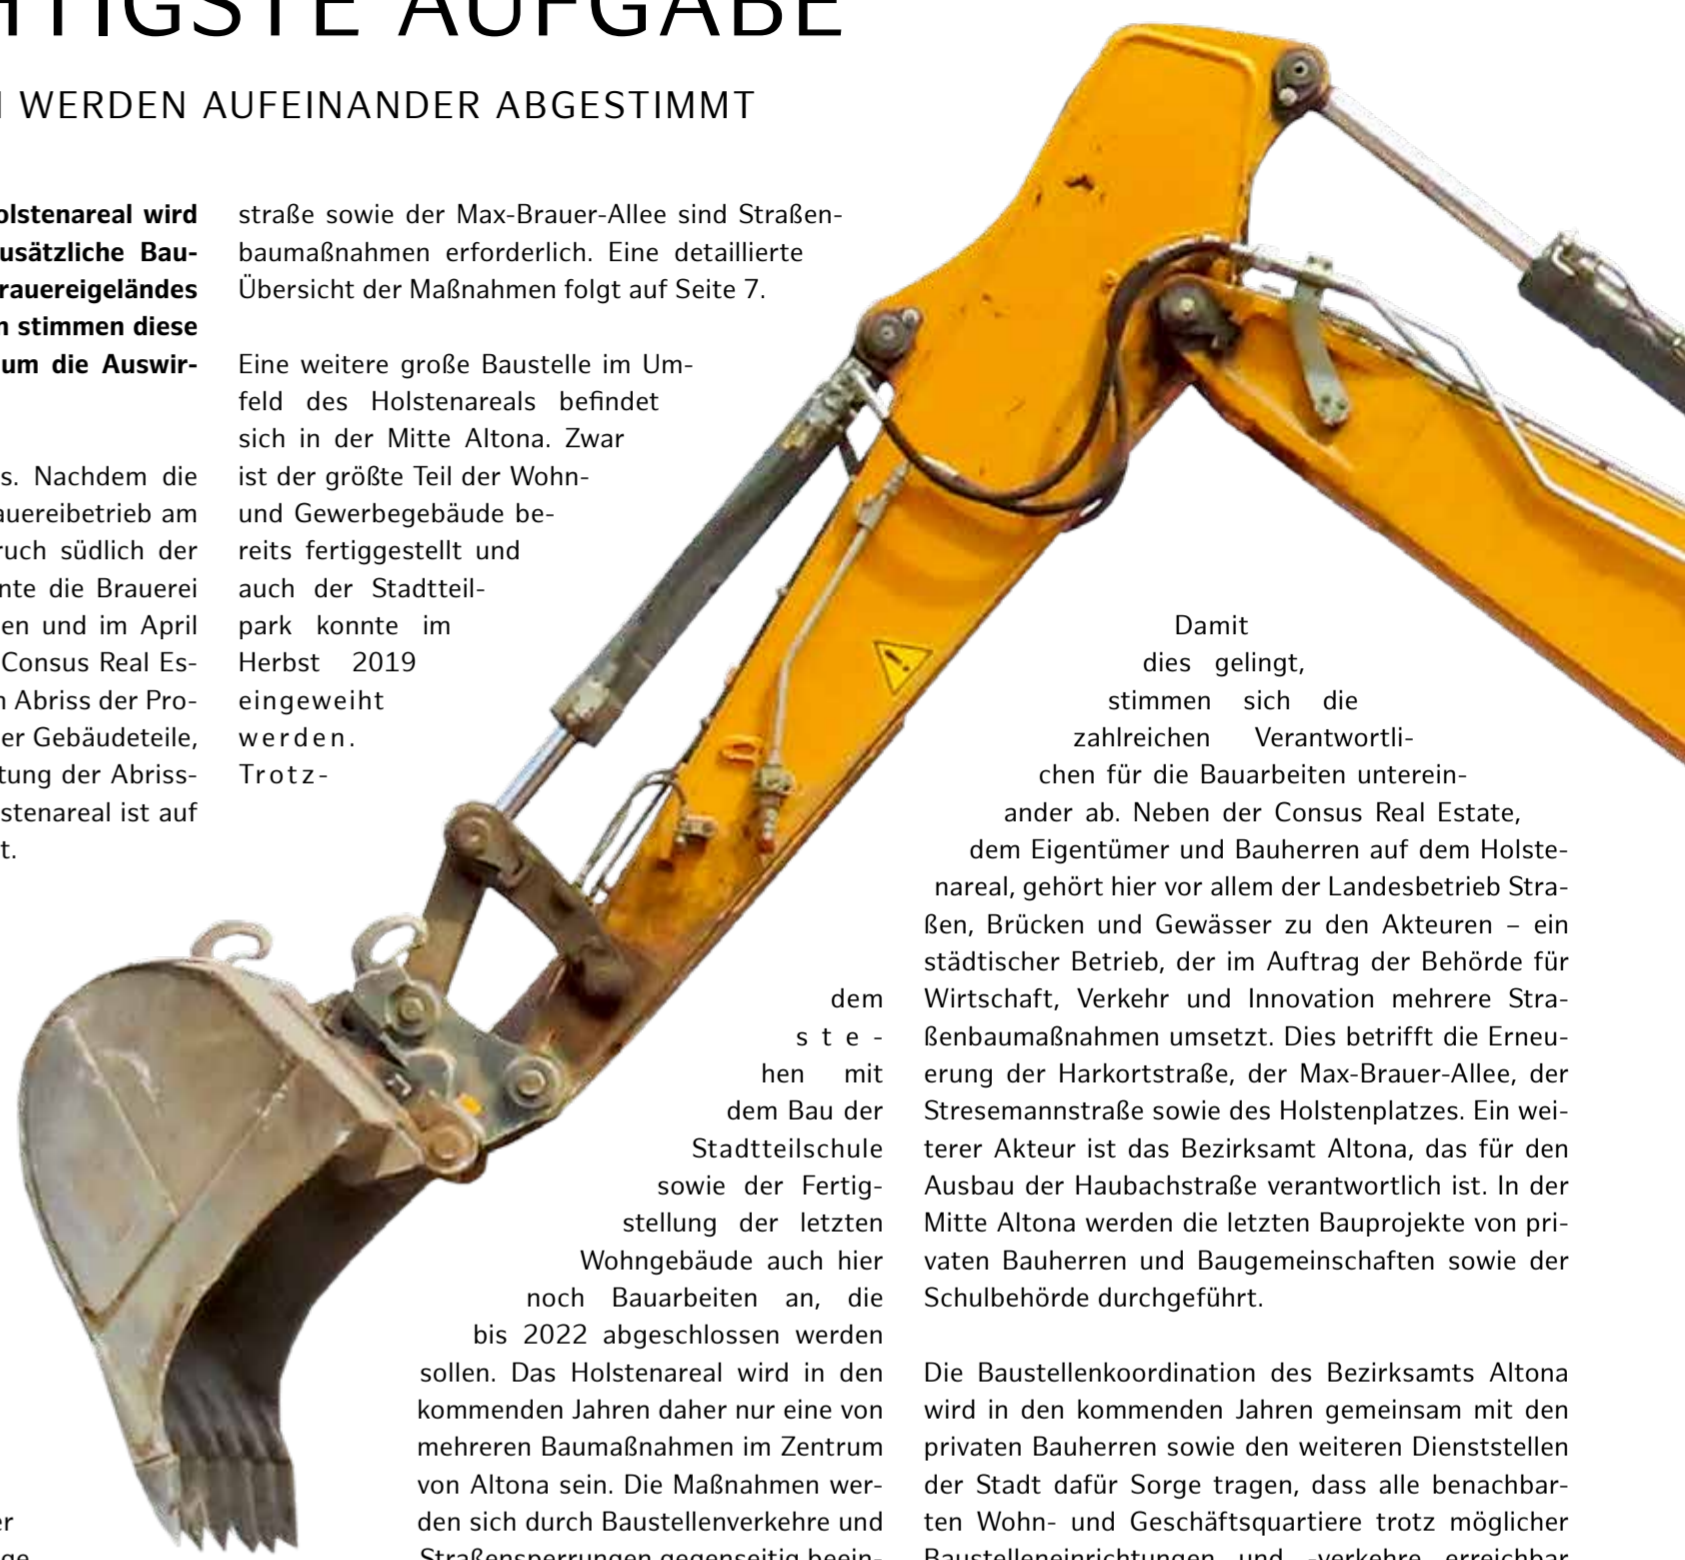 HTIGSTE AUFGABE
WERDEN AUFEINANDER ABGESTIMMT
olstenareal wird
usätzliche Bau-
rauereigeländes
n stimmen diese
um die Auswir-
s. Nachdem die
auereibetrieb am
ruch südlich der
nte die Brauerei
en und im April
Consus Real Es-
n Abriss der Pro-
er Gebäudeteile,
tung der Abriss-
stenareal ist auf
t.
er
ge
straße sowie der Max-Brauer-Allee sind Straßen-
baumaßnahmen erforderlich. Eine detaillierte
Übersicht der Maßnahmen folgt auf Seite 7.
Eine weitere große Baustelle im Um-
feld des Holstenareals befindet
sich in der Mitte Altona. Zwar
ist der größte Teil der Wohn-
und Gewerbegebäude be-
reits fertiggestellt und
auch der Stadtteil-
park konnte im
Herbst 2019
eingeweiht
werden.
Trotz-
dem
ste-
hen mit
dem Bau der
Stadtteilschule
sowie der Fertig-
stellung der letzten
Wohngebäude auch hier
noch Bauarbeiten an, die
bis 2022 abgeschlossen werden
sollen. Das Holstenareal wird in den
kommenden Jahren daher nur eine von
mehreren Baumaßnahmen im Zentrum
von Altona sein. Die Maßnahmen wer-
den sich durch Baustellenverkehre und
Straßensperrungen gegenseitig beein-
Damit
dies gelingt,
stimmen sich die
zahlreichen Verantwortli-
chen für die Bauarbeiten unterein-
ander ab. Neben der Consus Real Estate,
dem Eigentümer und Bauherren auf dem Holste-
nareal, gehört hier vor allem der Landesbetrieb Stra-
ßen, Brücken und Gewässer zu den Akteuren – ein
städtischer Betrieb, der im Auftrag der Behörde für
Wirtschaft, Verkehr und Innovation mehrere Stra-
ßenbaumaßnahmen umsetzt. Dies betrifft die Erneu-
erung der Harkortstraße, der Max-Brauer-Allee, der
Stresemannstraße sowie des Holstenplatzes. Ein wei-
terer Akteur ist das Bezirksamt Altona, das für den
Ausbau der Haubachstraße verantwortlich ist. In der
Mitte Altona werden die letzten Bauprojekte von pri-
vaten Bauherren und Baugemeinschaften sowie der
Schulbehörde durchgeführt.
Die Baustellenkoordination des Bezirksamts Altona
wird in den kommenden Jahren gemeinsam mit den
privaten Bauherren sowie den weiteren Dienststellen
der Stadt dafür Sorge tragen, dass alle benachbar-
ten Wohn- und Geschäftsquartiere trotz möglicher
Baustelleneinrichtungen und -verkehre erreichbar